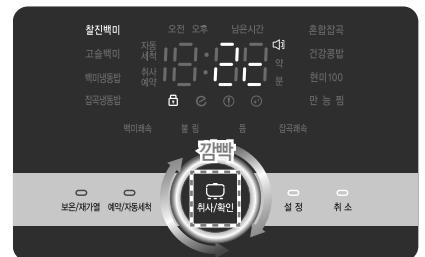 찰진백미 오전 오후 남은시간 혼합잡곡
고슬백미 자동세척 약 건강콩밥
백미냉동밥 취사예약 분 현미100
잡곡냉동밥 만능찜
백미쾌속 불림 뜸 잡곡쾌속
깜빡
보온/재가열 예약/자동세척 취사/확인 설정 취소